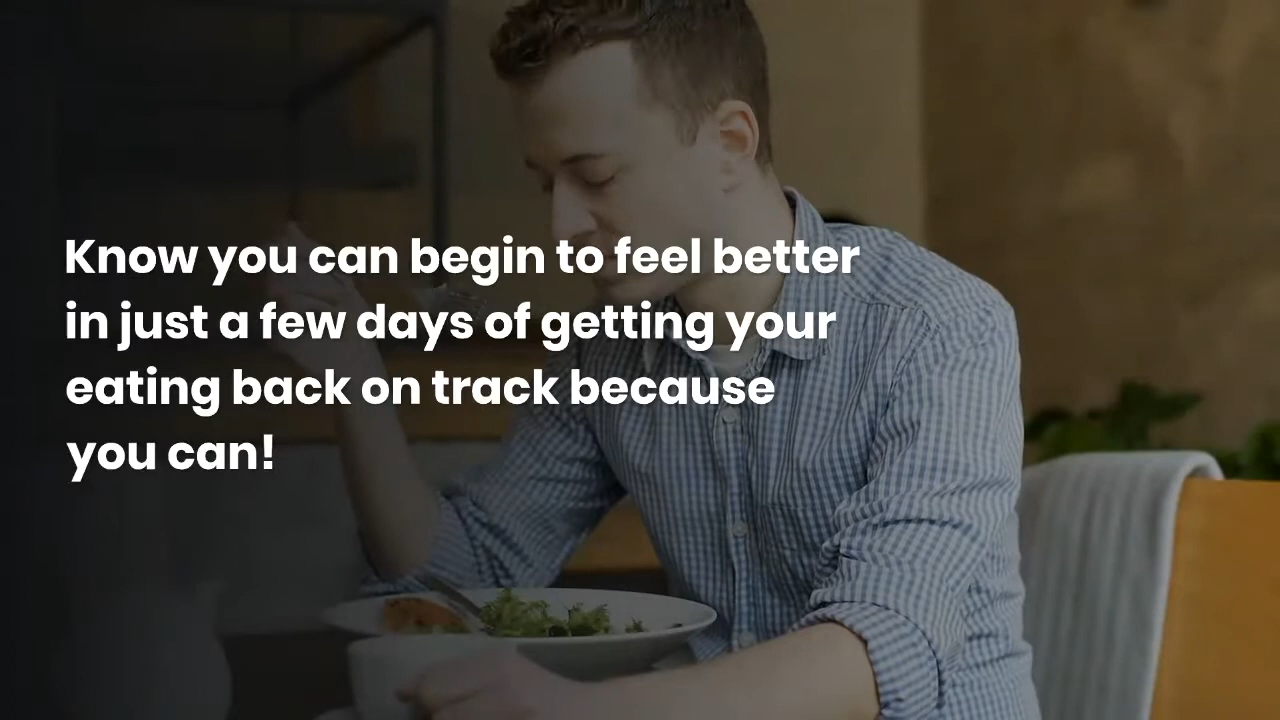 Know you can begin to feel better
in just a few days of getting your
eating back on track because
you can!